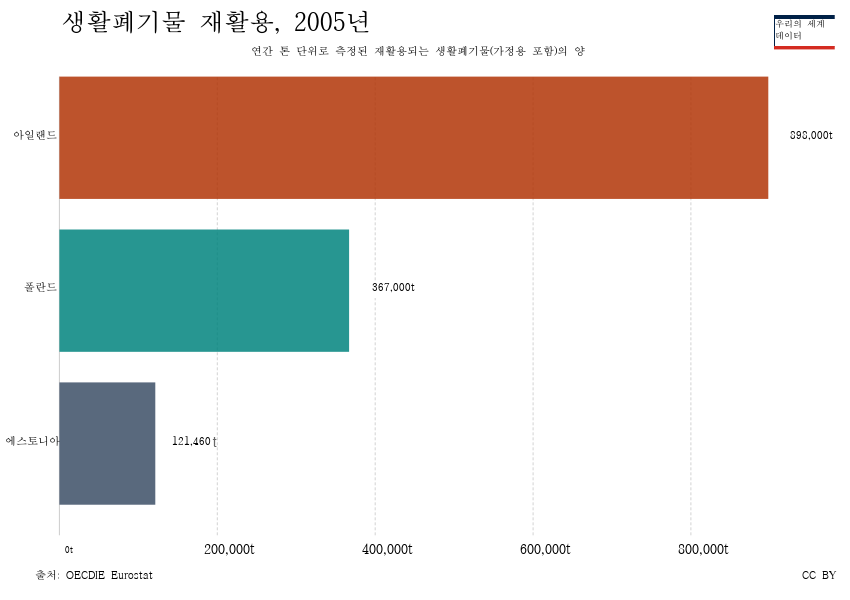 생활폐기물 재활용, 2005년
우리의 세계
데이터
연간 톤 단위로 측정된 재활용되는 생활폐기물(가정용 포함)의 양
아일랜드
898,000t
폴란드
367,000t
에스토니아
121,460t
0t
200,000t
400,000t
600,000t
800,000t
출처: OECDIE Eurostat
CC BY